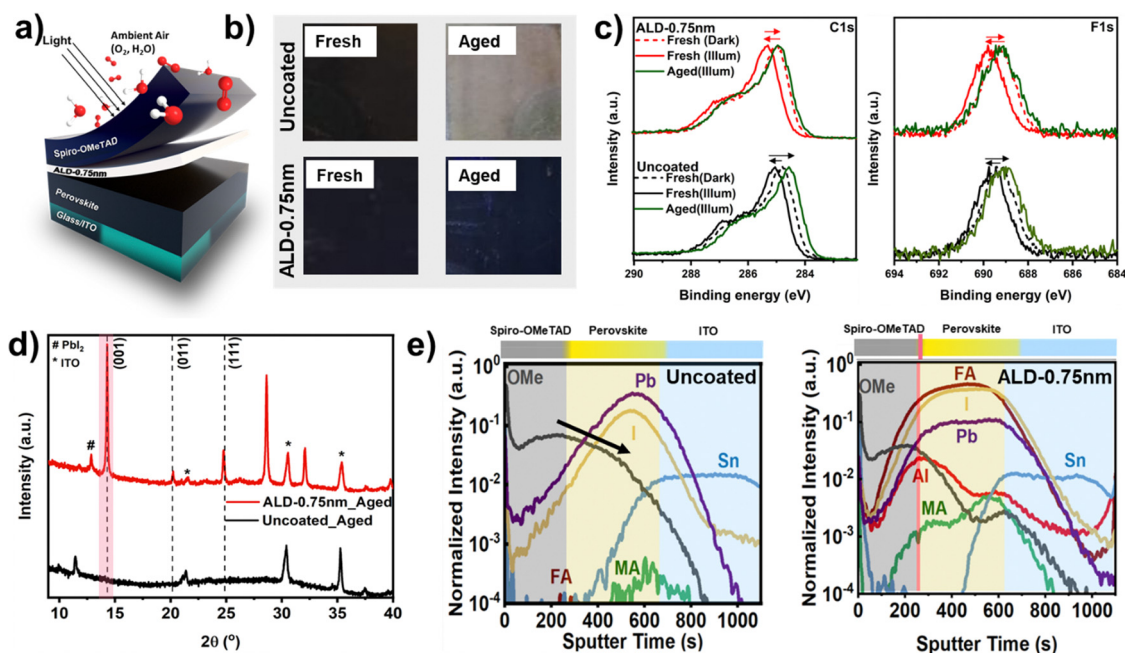 a)
Light
Ambient Air
(O2, H2O)
Spiro-OMeTAD
ALD-0.75nm
Perovskite
Glass/ITO
b)
Uncoated
Fresh
Aged
ALD-0.75nm
Fresh
Aged
c)
ALD-0.75nm
C1s
Fresh (Dark)
Fresh (Illum)
Aged(Illum)
Uncoated
Fresh(Dark)
Fresh(Illum)
Aged(Illum)
Intensity (a.u.)
290 288 286 284
Binding energy (eV)
F1s
Intensity (a.u.)
694 692 690 688 686 684
Binding energy (eV)
d)
# PbI2
* ITO
(001)
(011)
(111)
#
*
*
*
ALD-0.75nm_Aged
Uncoated_Aged
Intensity (a.u.)
10 15 20 25 30 35 40
2θ (°)
e)
Spiro-OMeTAD Perovskite ITO
Uncoated
OMe
Pb
I
Sn
FA
MA
Normalized Intensity (a.u.)
10^0
10^-1
10^-2
10^-3
10^-4
0 200 400 600 800 1000
Sputter Time (s)
Spiro-OMeTAD Perovskite ITO
ALD-0.75nm
OMe
FA
I
Pb
Al
MA
Sn
Normalized Intensity (a.u.)
10^0
10^-1
10^-2
10^-3
10^-4
0 200 400 600 800 1000
Sputter Time (s)